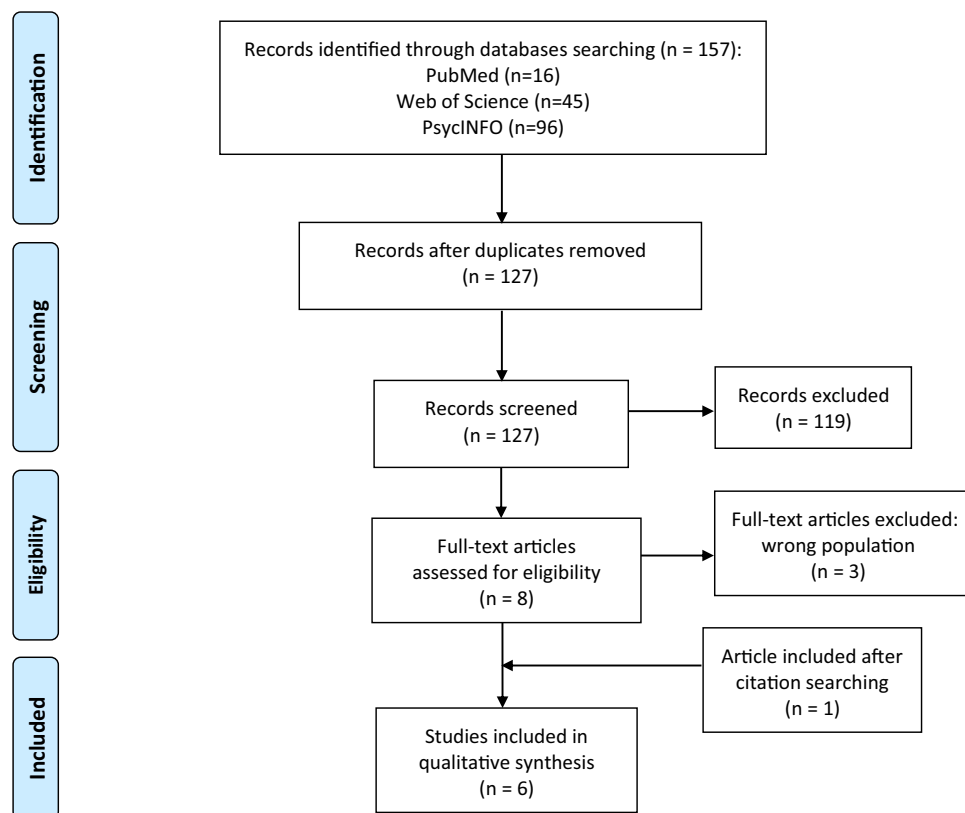 Identification
Records identified through databases searching (n = 157):
PubMed (n=16)
Web of Science (n=45)
PsycINFO (n=96)
Screening
Records after duplicates removed
(n = 127)
Records screened
(n = 127)
Records excluded
(n = 119)
Eligibility
Full-text articles
assessed for eligibility
(n = 8)
Full-text articles excluded:
wrong population
(n = 3)
Included
Article included after
citation searching
(n = 1)
Studies included in
qualitative synthesis
(n = 6)